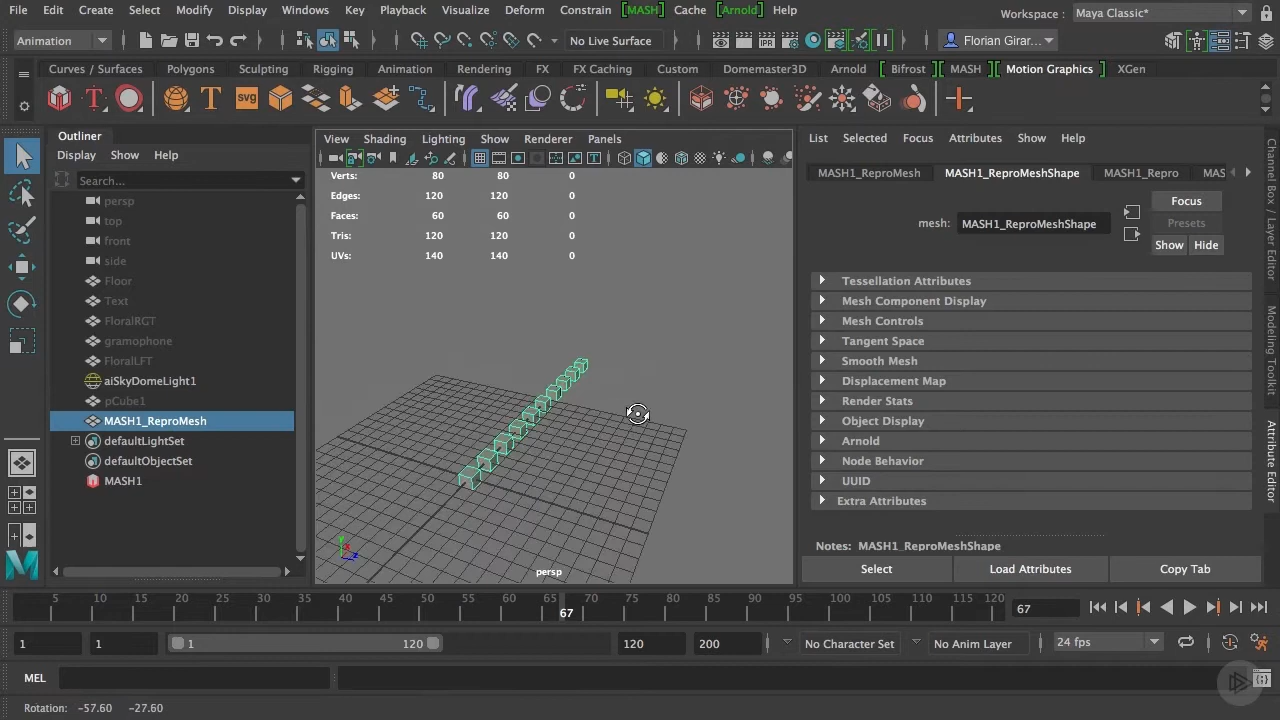 File Edit Create Select Modify Display Windows Key Playback Visualize Deform Constrain [MASH] Cache [Arnold] Help Workspace : Maya Classic*
Animation No Live Surface Florian Girar...
Curves / Surfaces Polygons Sculpting Rigging Animation Rendering FX FX Caching Custom Domemaster3D Arnold Bifrost MASH Motion Graphics XGen
SVG
Outliner
Display Show Help
Search...
persp
top
front
side
Floor
Text
FloralRGT
gramophone
FloralLFT
aiSkyDomeLight1
pCube1
MASH1_ReproMesh
defaultLightSet
defaultObjectSet
MASH1
View Shading Lighting Show Renderer Panels
Verts: 80 80 0
Edges: 120 120 0
Faces: 60 60 0
Tris: 120 120 0
UVs: 140 140 0
persp
List Selected Focus Attributes Show Help
MASH1_ReproMesh MASH1_ReproMeshShape MASH1_Repro MAS
Focus
mesh: MASH1_ReproMeshShape Presets
Show Hide
Tessellation Attributes
Mesh Component Display
Mesh Controls
Tangent Space
Smooth Mesh
Displacement Map
Render Stats
Object Display
Arnold
Node Behavior
UUID
Extra Attributes
Notes: MASH1_ReproMeshShape
Select Load Attributes Copy Tab
Channel Box / Layer Editor
Modeling Toolkit
Attribute Editor
5 10 15 20 25 30 35 40 45 50 55 60 65 70 75 80 85 90 95 100 105 110 115 120
67 67
1 1 1 120 120 200 No Character Set No Anim Layer 24 fps
MEL
Rotation: -57.60 -27.60